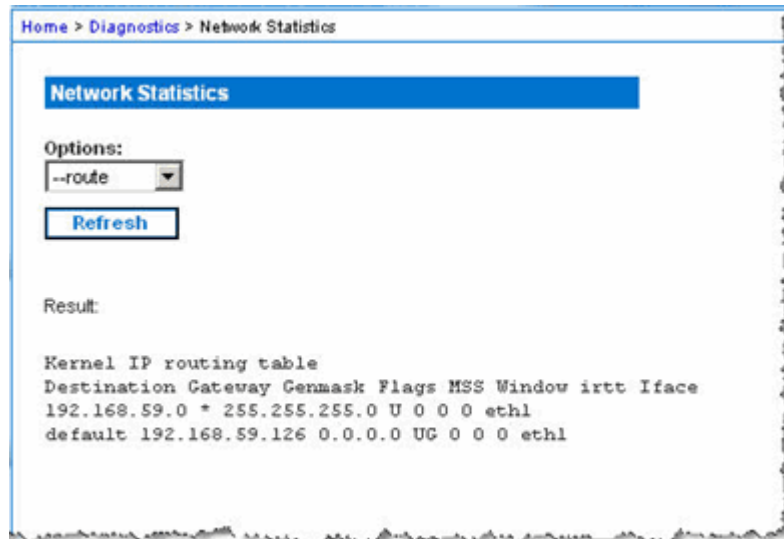 Home > Diagnostics > Network Statistics
Network Statistics
Options:
--route
Refresh
Result:
Kernel IP routing table
Destination Gateway Genmask Flags MSS Window irtt Iface
192.168.59.0 * 255.255.255.0 U 0 0 0 eth1
default 192.168.59.126 0.0.0.0 UG 0 0 0 eth1